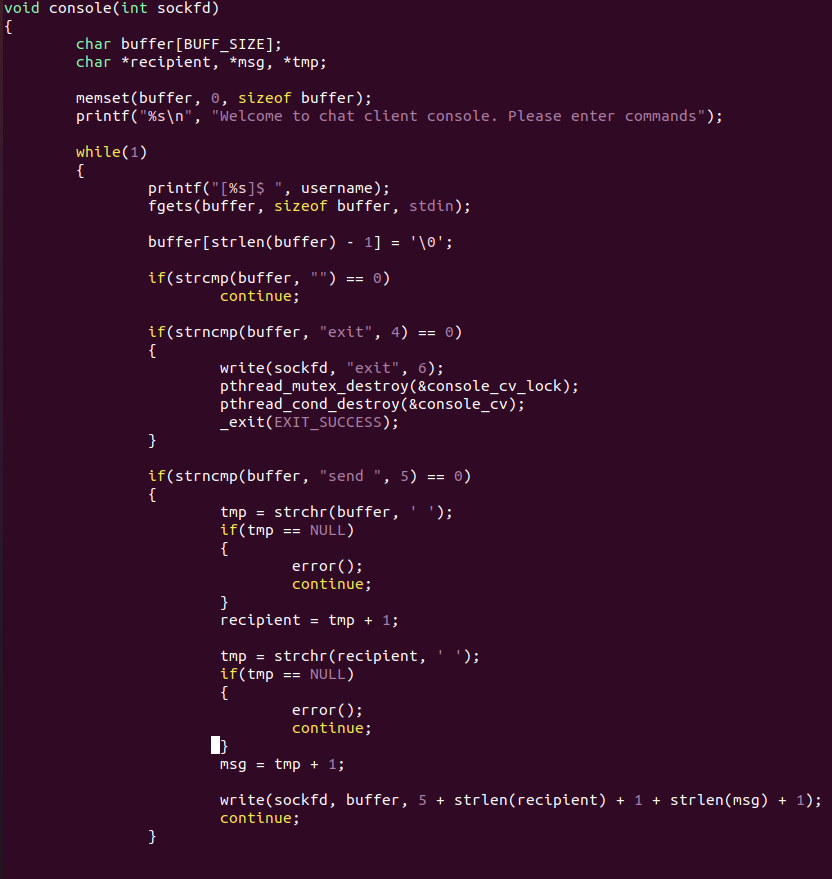 void console(int sockfd)
{
        char buffer[BUFF_SIZE];
        char *recipient, *msg, *tmp;

        memset(buffer, 0, sizeof buffer);
        printf("%s\n", "Welcome to chat client console. Please enter commands");

        while(1)
        {
                printf("[%s]$ ", username);
                fgets(buffer, sizeof buffer, stdin);

                buffer[strlen(buffer) - 1] = '\0';

                if(strcmp(buffer, "") == 0)
                        continue;

                if(strncmp(buffer, "exit", 4) == 0)
                {
                        write(sockfd, "exit", 6);
                        pthread_mutex_destroy(&console_cv_lock);
                        pthread_cond_destroy(&console_cv);
                        _exit(EXIT_SUCCESS);
                }

                if(strncmp(buffer, "send ", 5) == 0)
                {
                        tmp = strchr(buffer, ' ');
                        if(tmp == NULL)
                        {
                                error();
                                continue;
                        }
                        recipient = tmp + 1;

                        tmp = strchr(recipient, ' ');
                        if(tmp == NULL)
                        {
                                error();
                                continue;
                        }
                        msg = tmp + 1;

                        write(sockfd, buffer, 5 + strlen(recipient) + 1 + strlen(msg) + 1);
                        continue;
                }